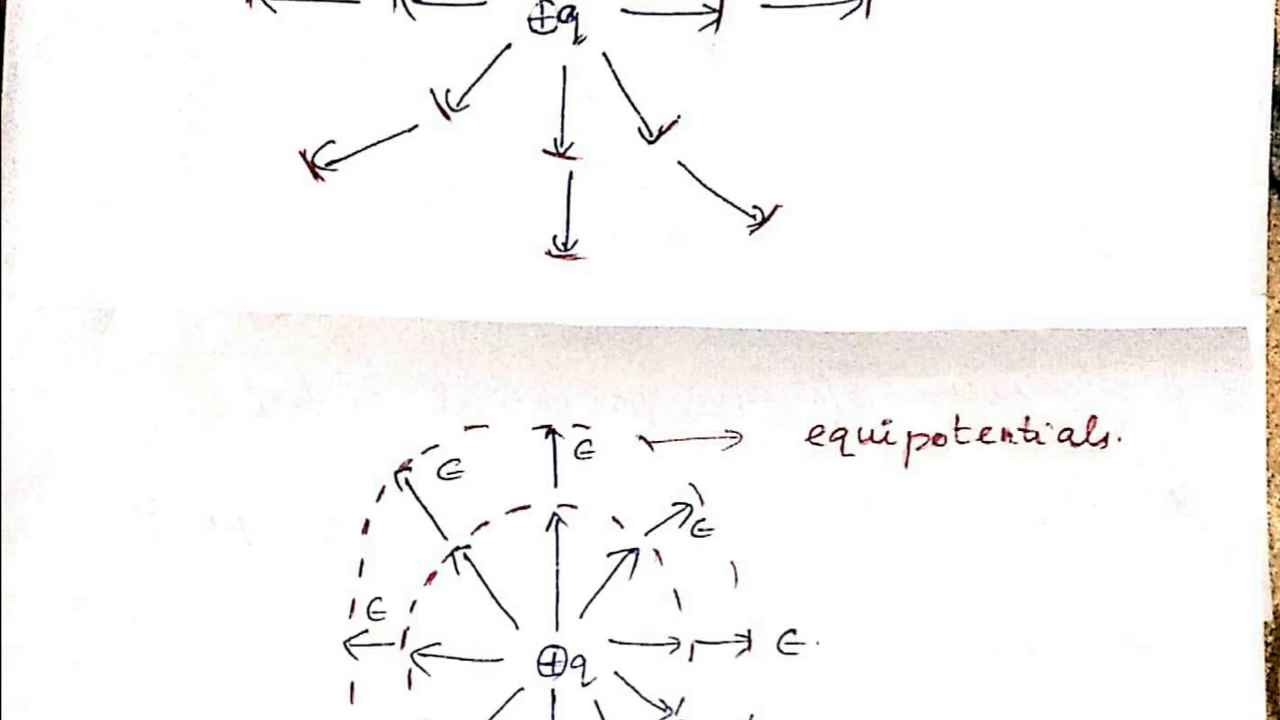 ⊕q
E → equipotentials.
E
E
E
⊕q E.